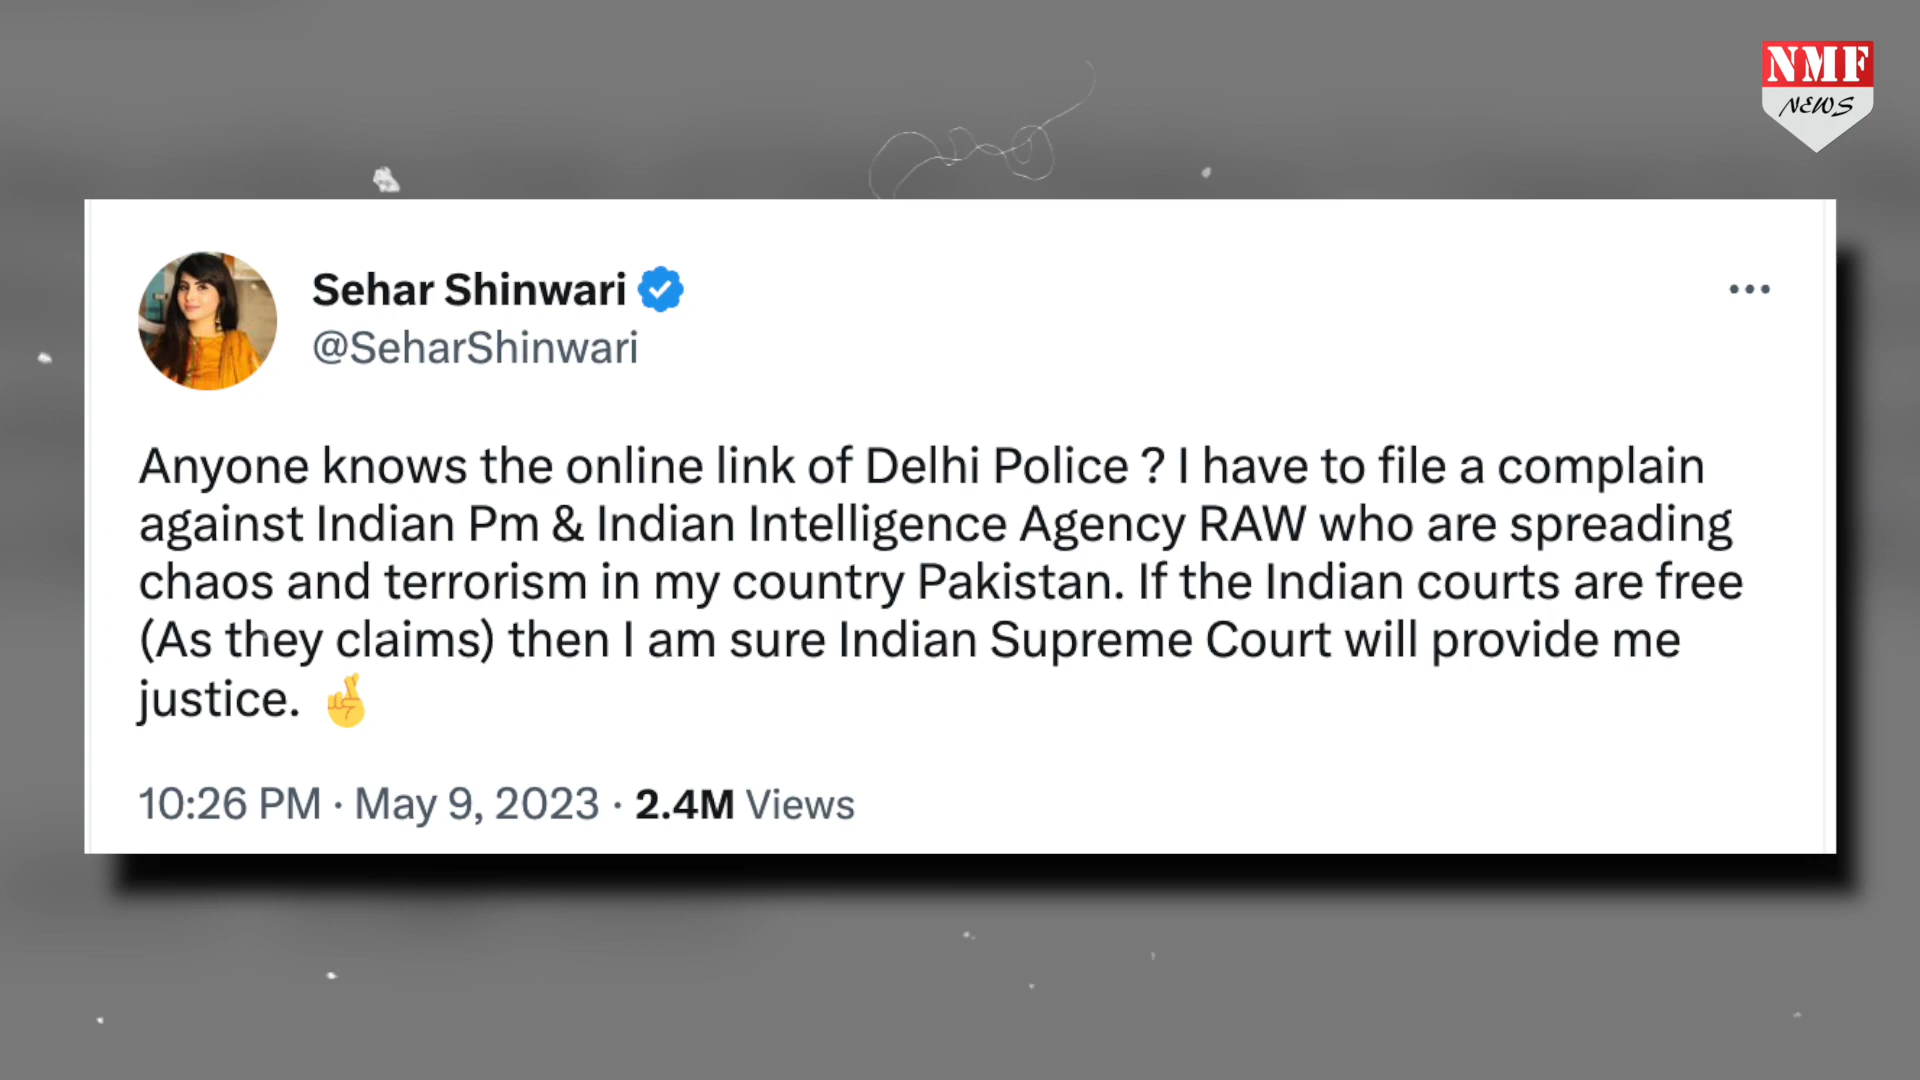 NMF
NEWS
Sehar Shinwari
@SeharShinwari
Anyone knows the online link of Delhi Police ? I have to file a complain
against Indian Pm & Indian Intelligence Agency RAW who are spreading
chaos and terrorism in my country Pakistan. If the Indian courts are free
(As they claims) then I am sure Indian Supreme Court will provide me
justice. 🤞
10:26 PM · May 9, 2023 · 2.4M Views